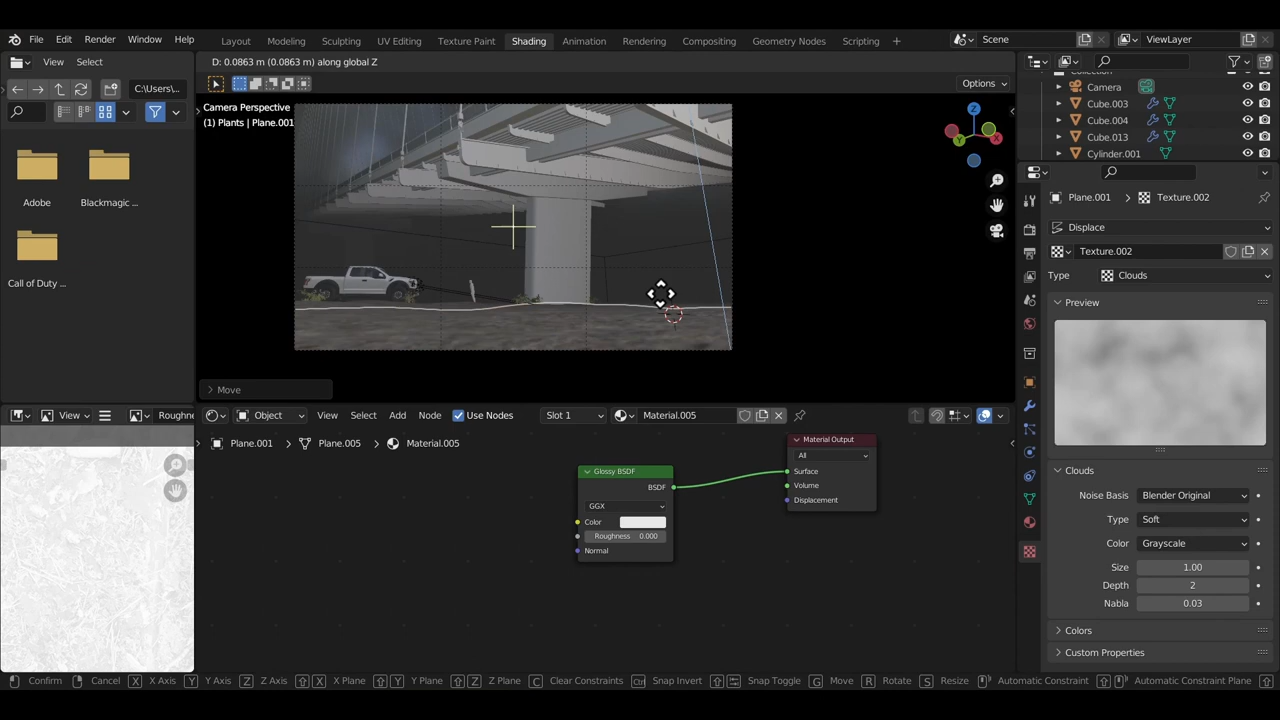 File Edit Render Window Help
Layout Modeling Sculpting UV Editing Texture Paint Shading Animation Rendering Compositing Geometry Nodes Scripting
Scene ViewLayer
View Select
D: 0.0863 m (0.0863 m) along global Z
C:\Users\...
Options
Camera Perspective
(1) Plants | Plane.001
Z
Y
X
Adobe
Blackmagic ...
Call of Duty ...
Move
Collection
Camera
Cube.003
Cube.004
Cube.013
Cylinder.001
Plane.001 Texture.002
Displace
Texture.002
Type Clouds
Preview
Clouds
Noise Basis Blender Original
Type Soft
Color Grayscale
Size 1.00
Depth 2
Nabla 0.03
Colors
Custom Properties
View Roughne
Object View Select Add Node Use Nodes Slot 1 Material.005
Plane.001 Plane.005 Material.005
Glossy BSDF
BSDF
GGX
Color
Roughness 0.000
Normal
Material Output
All
Surface
Volume
Displacement
Confirm Cancel X X Axis Y Y Axis Z Z Axis X X Plane Y Y Plane Z Z Plane C Clear Constraints Ctrl Snap Invert Snap Toggle G Move R Rotate S Resize Automatic Constraint Automatic Constraint Plane